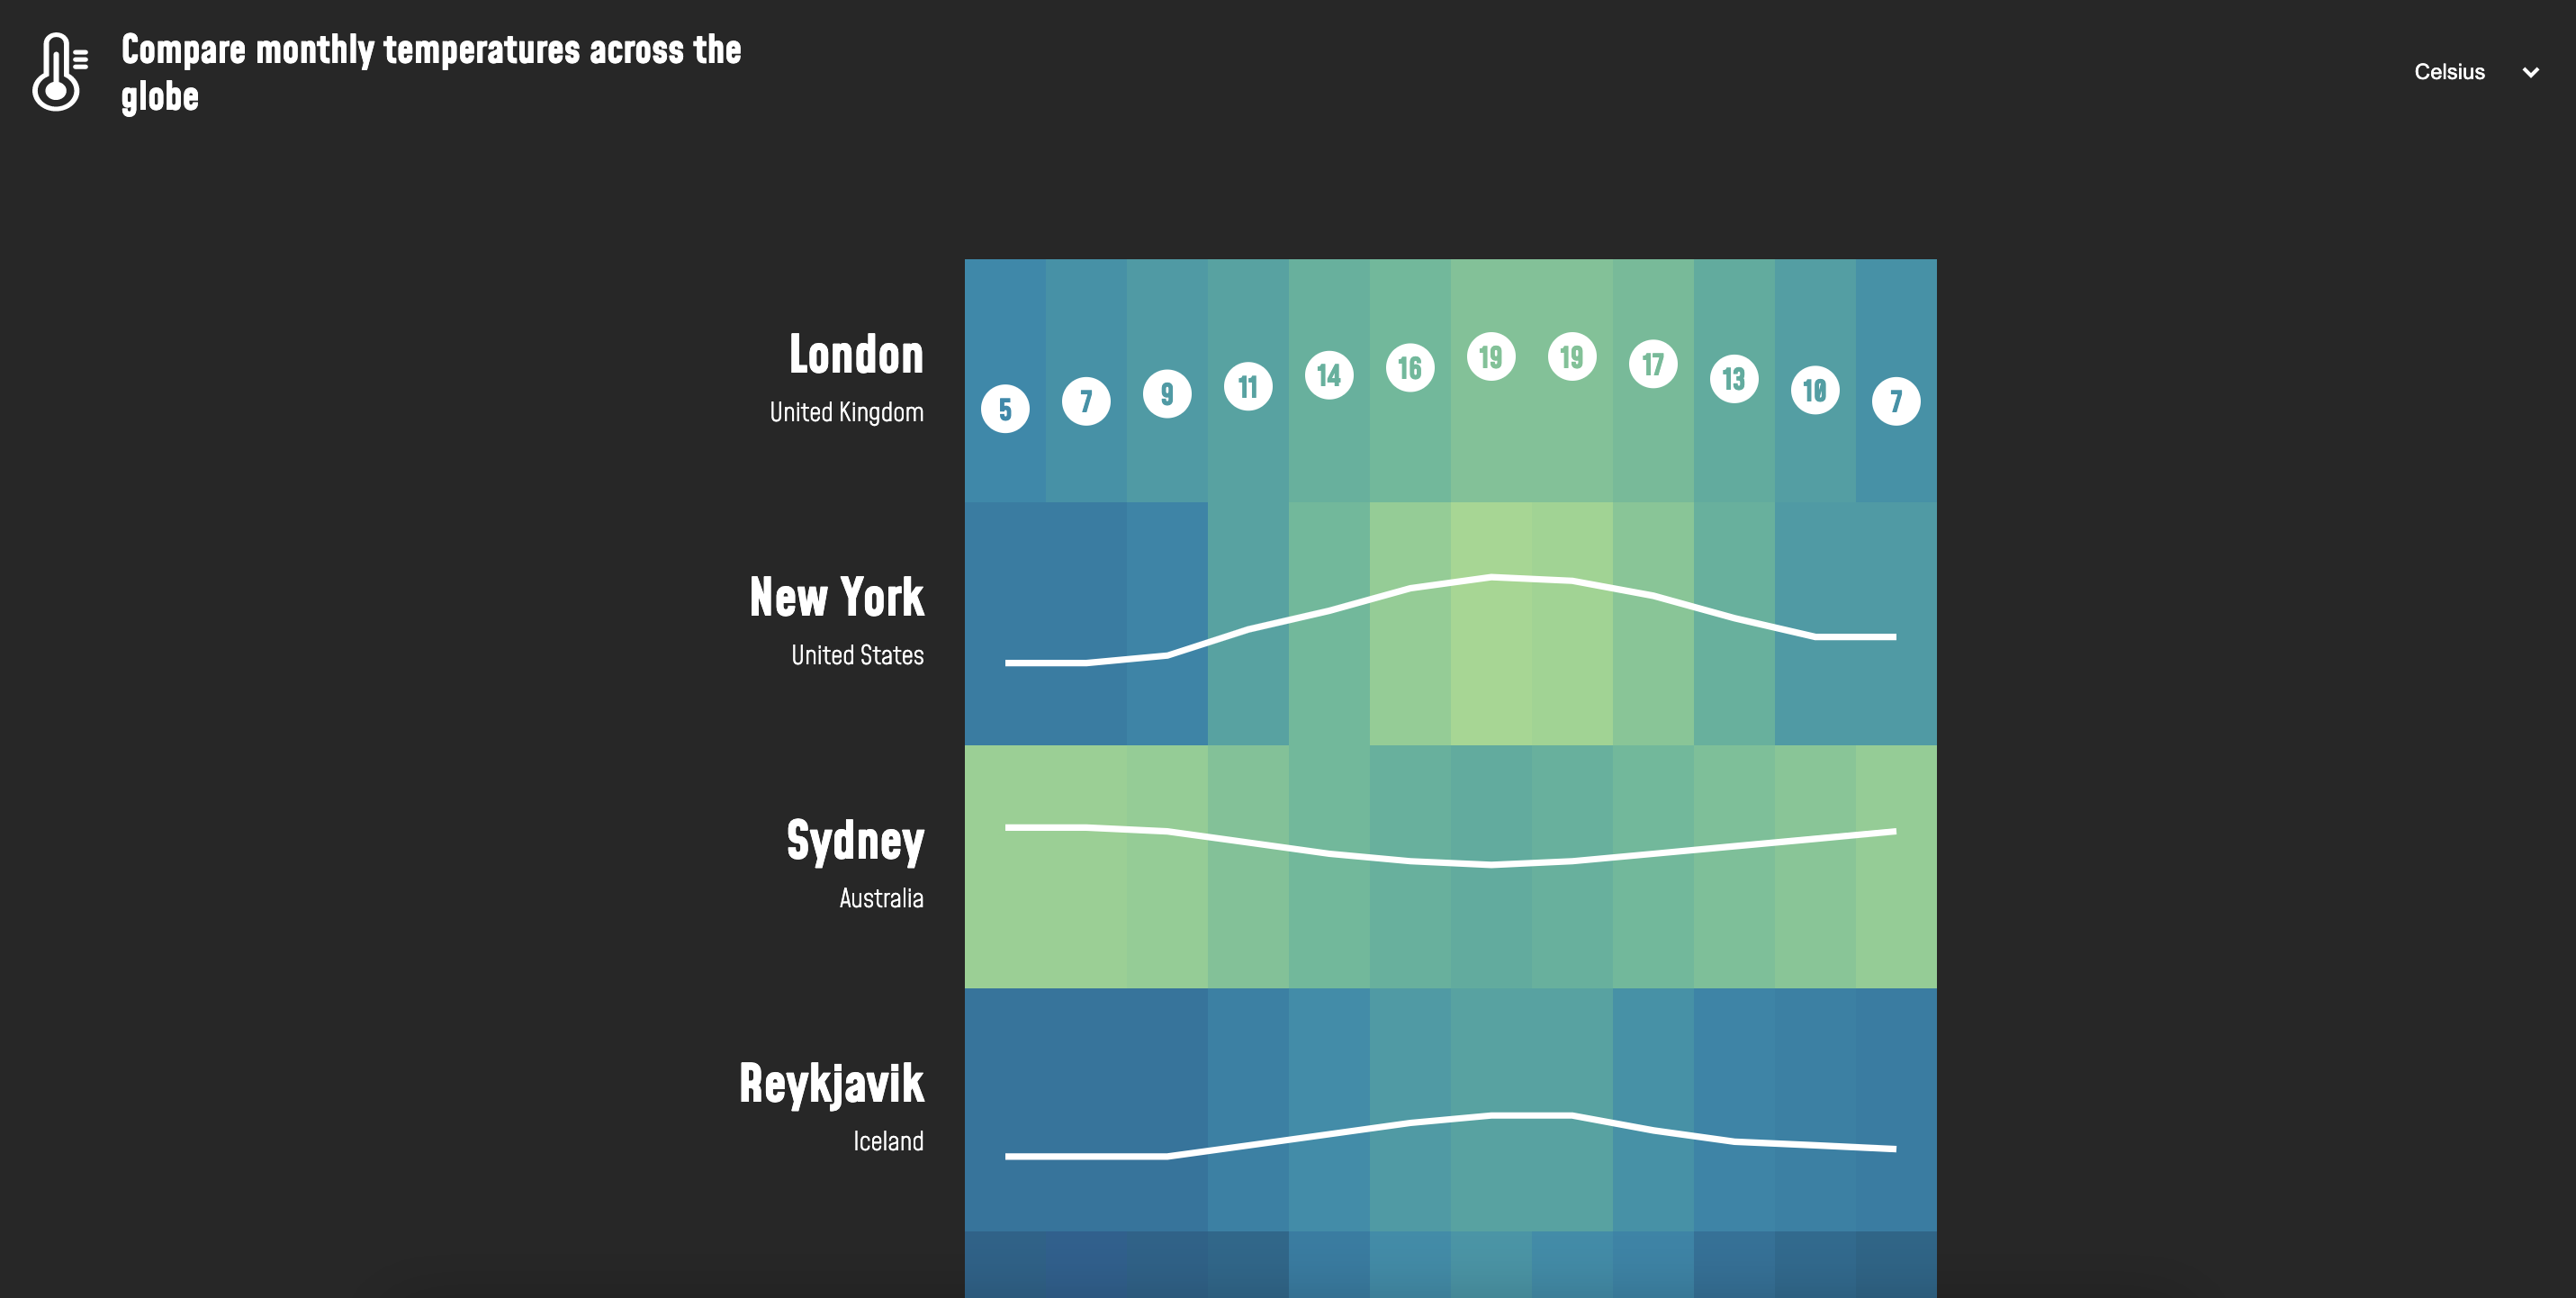 Compare monthly temperatures across the
globe
Celsius
London
United Kingdom
5 7 9 11 14 16 19 19 17 13 10 7
New York
United States
Sydney
Australia
Reykjavik
Iceland